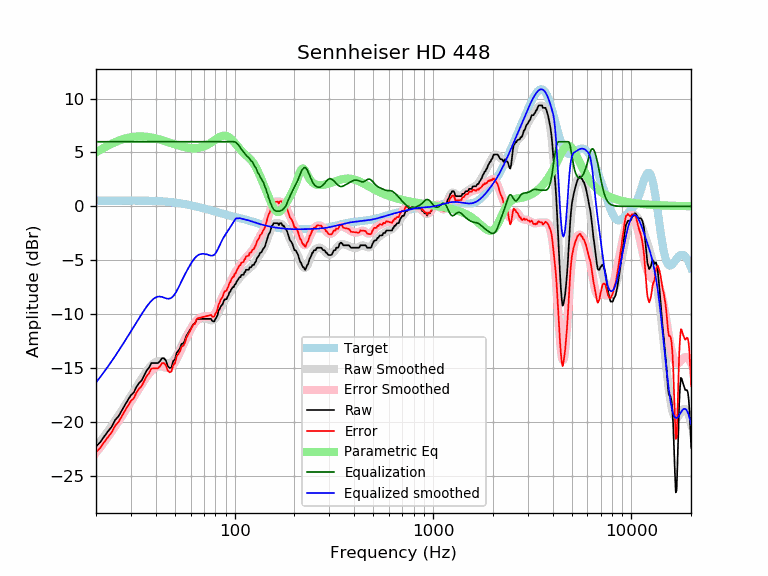 Sennheiser HD 448
Amplitude (dBr)
10
5
0
−5
−10
−15
−20
−25
Target
Raw Smoothed
Error Smoothed
Raw
Error
Parametric Eq
Equalization
Equalized smoothed
100 1000 10000
Frequency (Hz)